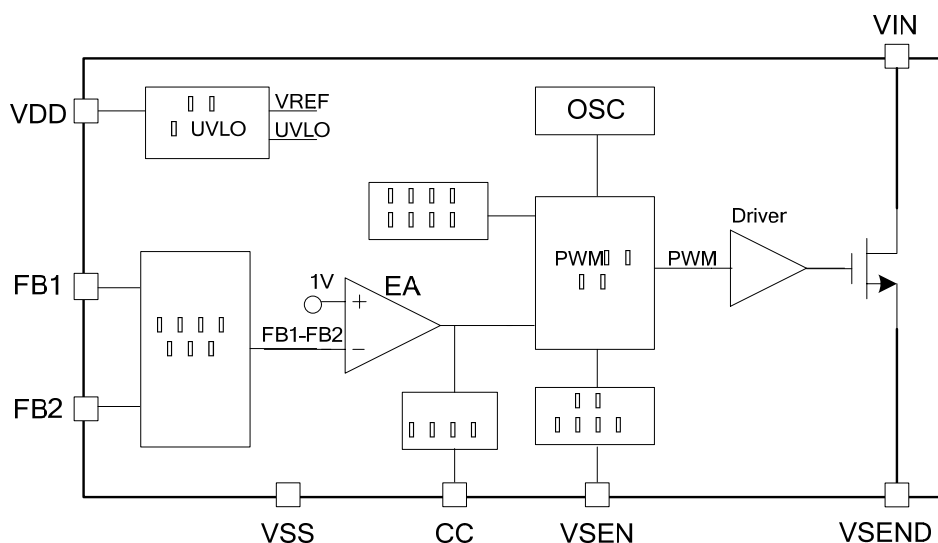 VIN
VDD
VREF
UVLO
UVLO
OSC
Driver
PWM
PWM
FB1
1V
EA
+
FB1-FB2
−
FB2
VSS
CC
VSEN
VSEND